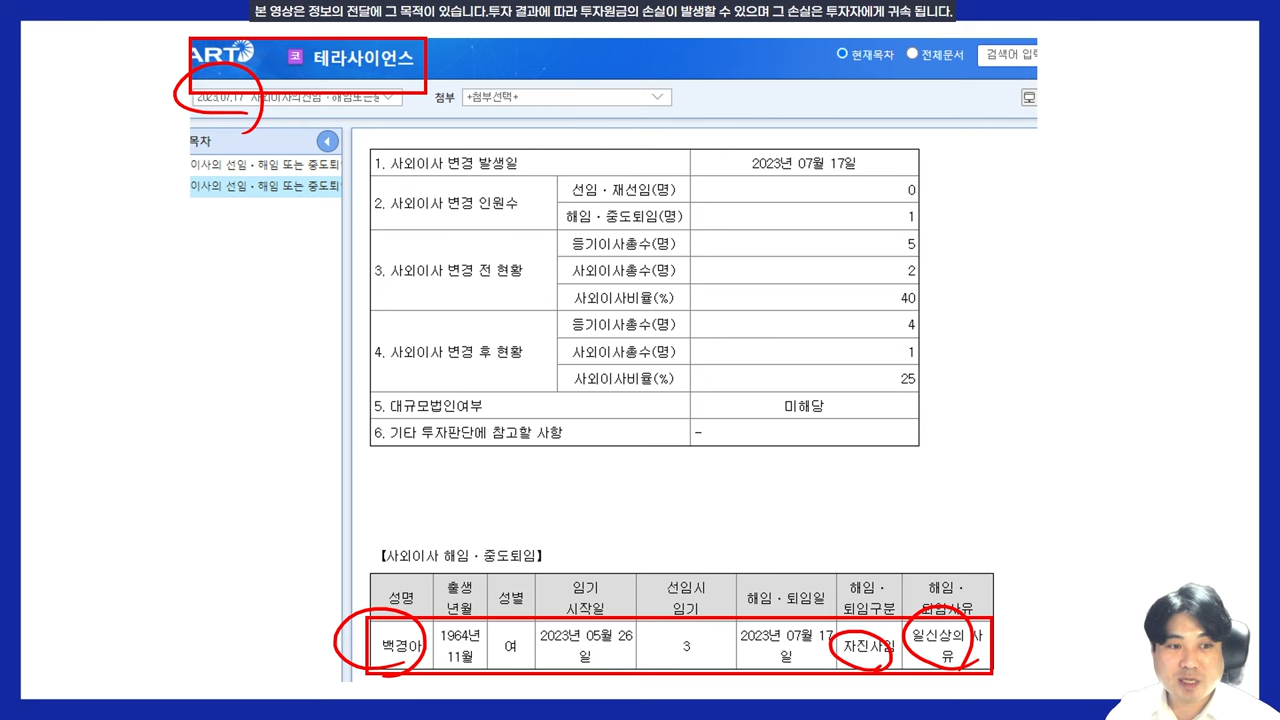 본 영상은 정보의 전달에 그 목적이 있습니다.투자 결과에 따라 투자원금의 손실이 발생할 수 있으며 그 손실은 투자자에게 귀속 됩니다.
ART 코 테라사이언스 현재목차 전체문서 검색어 입력
2023.07.17 사외이사의선임ㆍ해임또는 첨부 +첨부선택+
목차
이사의 선임ㆍ해임 또는 중도퇴
이사의 선임ㆍ해임 또는 중도퇴
1. 사외이사 변경 발생일 2023년 07월 17일
2. 사외이사 변경 인원수 선임ㆍ재선임(명) 0
해임ㆍ중도퇴임(명) 1
3. 사외이사 변경 전 현황 등기이사총수(명) 5
사외이사총수(명) 2
사외이사비율(%) 40
4. 사외이사 변경 후 현황 등기이사총수(명) 4
사외이사총수(명) 1
사외이사비율(%) 25
5. 대규모법인여부 미해당
6. 기타 투자판단에 참고할 사항 -
【사외이사 해임ㆍ중도퇴임】
성명 출생년월 성별 임기시작일 선임시임기 해임ㆍ퇴임일 해임ㆍ퇴임구분 해임ㆍ퇴임사유
백경아 1964년 11월 여 2023년 05월 26일 3 2023년 07월 17일 자진사임 일신상의 사유